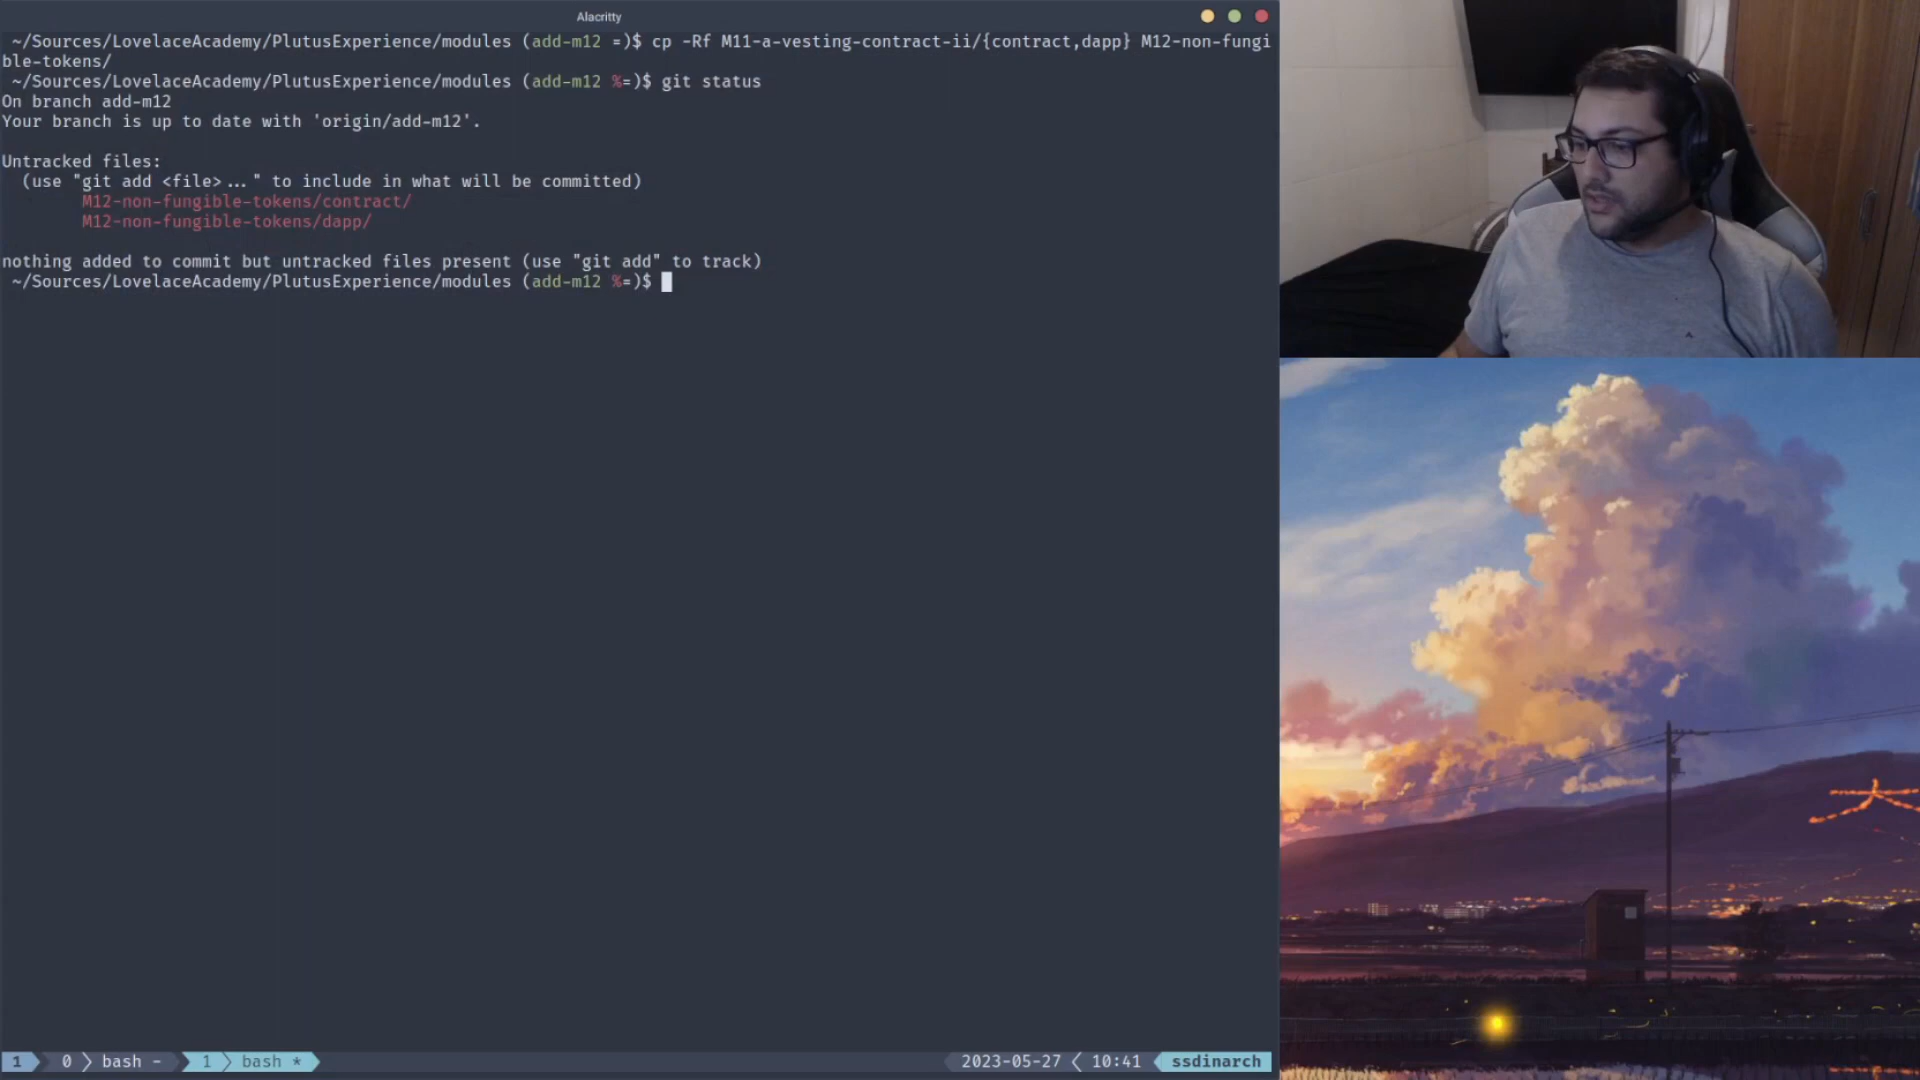 Alacritty
~/Sources/LovelaceAcademy/PlutusExperience/modules (add-m12 =)$ cp -Rf M11-a-vesting-contract-ii/{contract,dapp} M12-non-fungi
ble-tokens/
~/Sources/LovelaceAcademy/PlutusExperience/modules (add-m12 %=)$ git status
On branch add-m12
Your branch is up to date with 'origin/add-m12'.
Untracked files:
(use "git add <file>..." to include in what will be committed)
M12-non-fungible-tokens/contract/
M12-non-fungible-tokens/dapp/
nothing added to commit but untracked files present (use "git add" to track)
~/Sources/LovelaceAcademy/PlutusExperience/modules (add-m12 %=)$
1 0 bash - 1 bash * 2023-05-27 10:41 ssdinarch